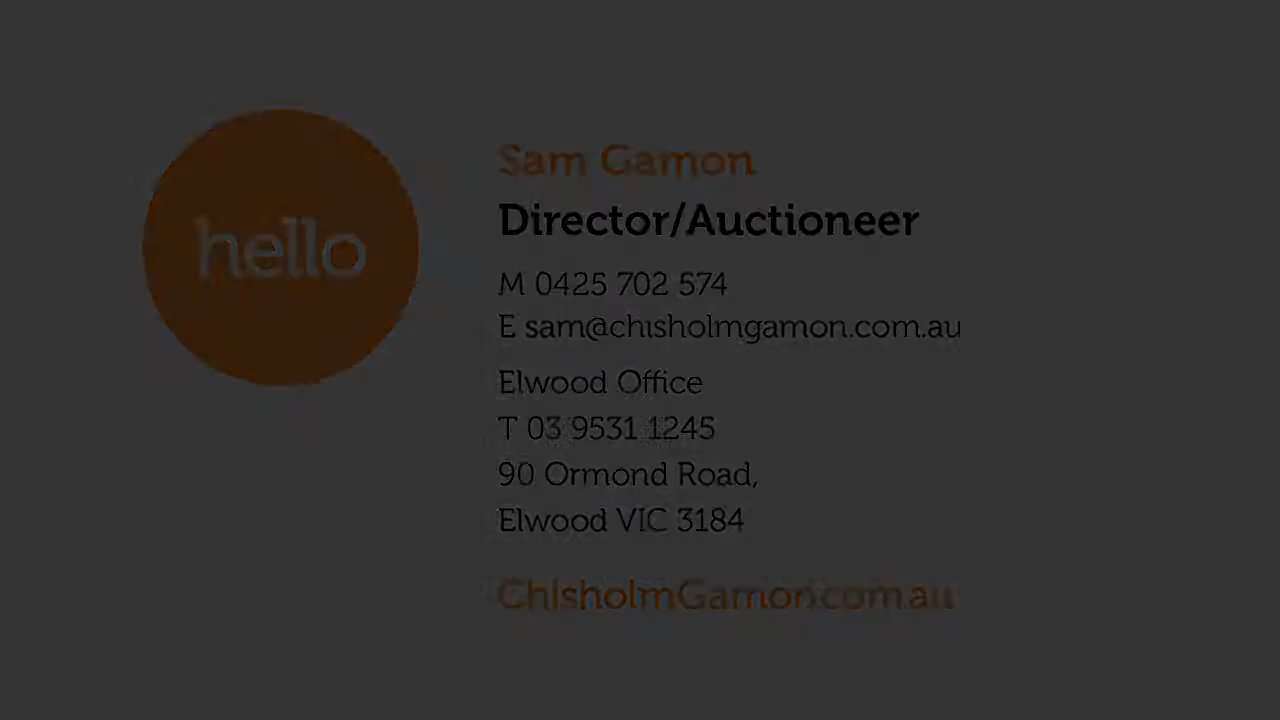 hello
Sam Gamon
Director/Auctioneer
M 0425 702 574
E sam@chisholmgamon.com.au
Elwood Office
T 03 9531 1245
90 Ormond Road,
Elwood VIC 3184
ChisholmGamon.com.au